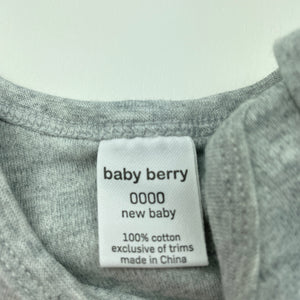 baby berry
0000
new baby
100% cotton
exclusive of trims
made in China